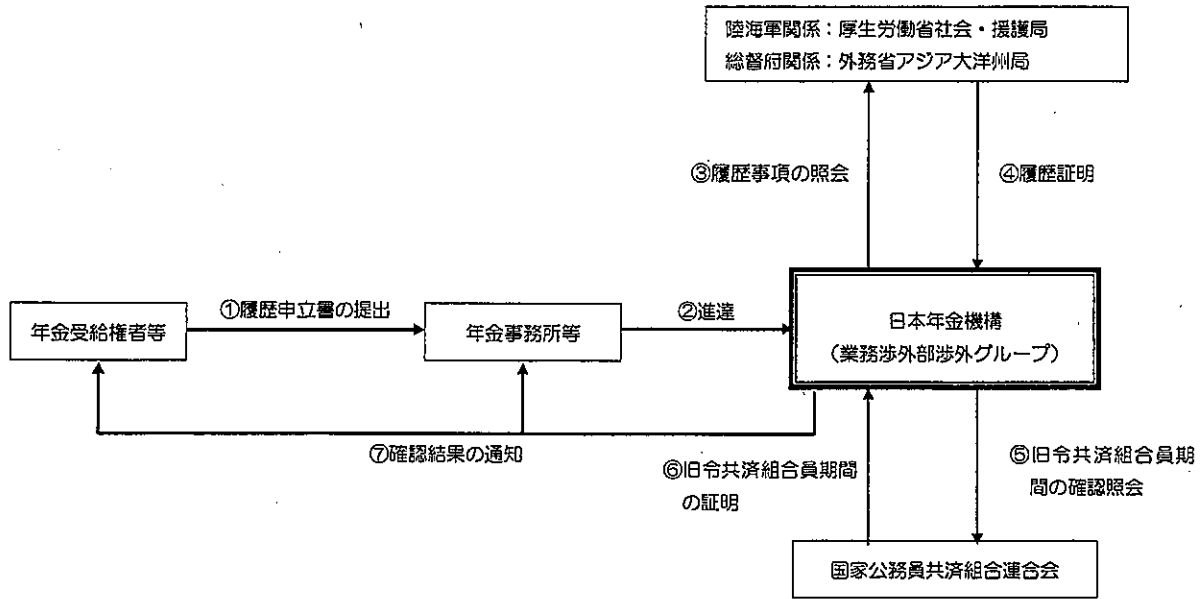 陸海軍関係：厚生労働省社会・援護局
総督府関係：外務省アジア大洋州局
③履歴事項の照会
④履歴証明
①履歴申立書の提出
②進達
年金受給権者等
年金事務所等
日本年金機構
（業務渉外部渉外グループ）
⑦確認結果の通知
⑥旧令共済組合員期間
の証明
⑤旧令共済組合員期
間の確認照会
国家公務員共済組合連合会